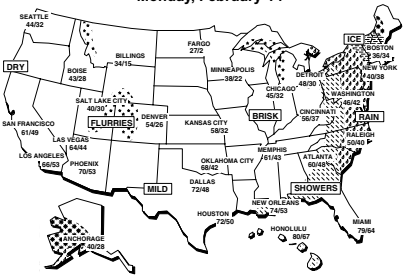 Monday, February 14
SEATTLE
44/32
ICE
BOSTON
36/34
FARGO
27/2
BILLINGS
34/15
MINNEAPOLIS
38/22
DETROIT
48/30
NEW YORK
40/38
DRY
BOISE
43/28
CHICAGO
45/32
WASHINGTON
46/42
SALT LAKE CITY
40/30
DENVER
54/26
CINCINNATI
56/37
RAIN
SAN FRANCISCO
61/49
FLURRIES
KANSAS CITY
58/32
BRISK
RALEIGH
50/40
LAS VEGAS
64/44
MEMPHIS
61/43
ATLANTA
60/48
LOS ANGELES
66/53
PHOENIX
70/53
OKLAHOMA CITY
68/42
MILD
DALLAS
72/48
SHOWERS
NEW ORLEANS
74/53
HOUSTON
72/50
MIAMI
79/64
ANCHORAGE
40/28
HONOLULU
80/67